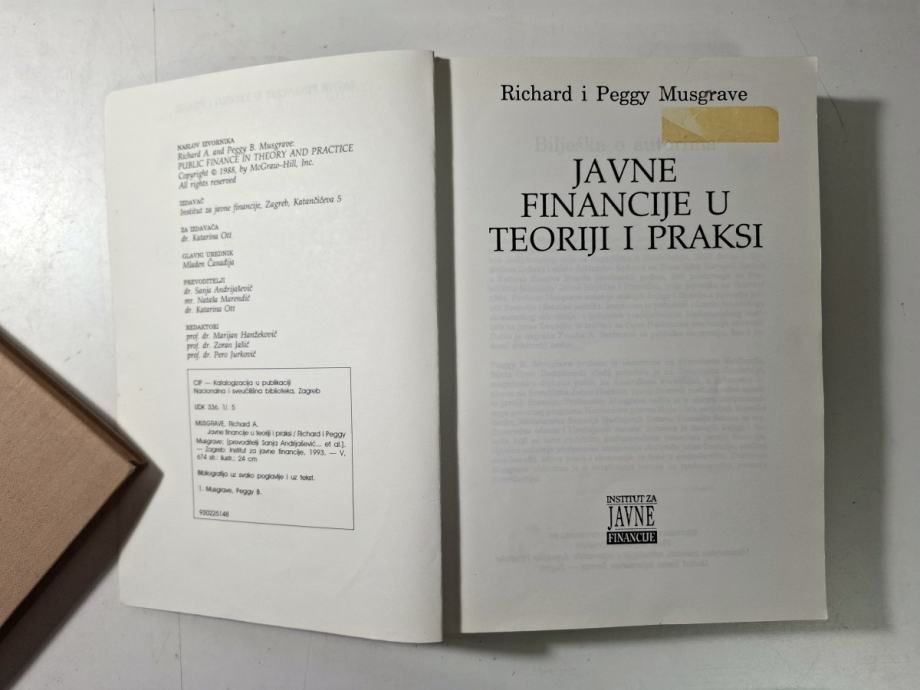 NASLOV IZVORNIKA
Richard A. and Peggy B. Musgrave:
PUBLIC FINANCE IN THEORY AND PRACTICE
Copyright © 1988, by McGraw-Hill, Inc.
All rights reserved
IZDAVAČ
Institut za javne financije, Zagreb, Katančićeva 5
ZA IZDAVAČA
dr. Katarina Ott
GLAVNI UREDNIK
Mladen Čanadija
PREVODITELJI
dr. Sanja Andrijašević
mr. Nataša Marendić
dr. Katarina Ott
REDAKTORI
prof. dr. Marijan Hanžeković
prof. dr. Zoran Jašić
prof. dr. Pero Jurković
CIP — Katalogizacija u publikaciji
Nacionalna i sveučilišna biblioteka, Zagreb
UDK 336. 1/. 5
MUSGRAVE, Richard A.
Javne financije u teoriji i praksi / Richard i Peggy
Musgrave; [prevoditelji Sanja Andrijašević... et al.]. —
— Zagreb: Institut za javne financije, 1993. — V,
674 str.: ilustr.; 24 cm
Bibliografija uz svako poglavlje i uz tekst.
1. Musgrave, Peggy B.
930225148
Richard i Peggy Musgrave
JAVNE
FINANCIJE U
TEORIJI I PRAKSI
INSTITUT ZA
JAVNE
FINANCIJE